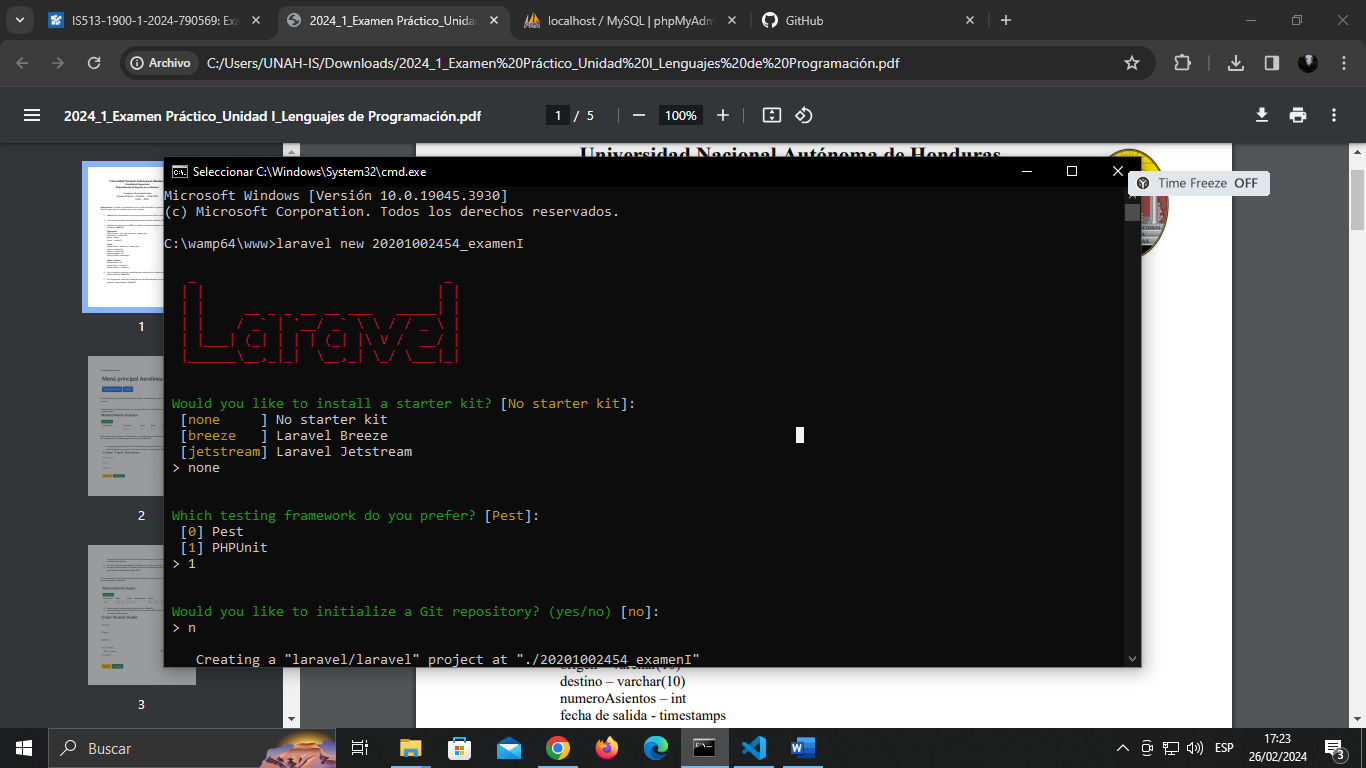 IS513-1900-1-2024-790569: Exa
2024_1_Examen Práctico_Unida
localhost / MySQL | phpMyAdm
GitHub
Archivo
C:/Users/UNAH-IS/Downloads/2024_1_Examen%20Práctico_Unidad%20I_Lenguajes%20de%20Programación.pdf
2024_1_Examen Práctico_Unidad I_Lenguajes de Programación.pdf
1 / 5
100%
Universidad Nacional Autónoma de Honduras
Seleccionar C:\Windows\System32\cmd.exe
Time Freeze OFF
Microsoft Windows [Versión 10.0.19045.3930]
(c) Microsoft Corporation. Todos los derechos reservados.
C:\wamp64\www>laravel new 20201002454_examenI
Laravel
Would you like to install a starter kit? [No starter kit]:
[none     ] No starter kit
[breeze   ] Laravel Breeze
[jetstream] Laravel Jetstream
> none
Which testing framework do you prefer? [Pest]:
[0] Pest
[1] PHPUnit
> 1
Would you like to initialize a Git repository? (yes/no) [no]:
> n
Creating a "laravel/laravel" project at "./20201002454_examenI"
1
Menú principal Aerolínea
2
3
destino – varchar(10)
numeroAsientos – int
fecha de salida - timestamps
Buscar
ESP
17:23
26/02/2024
3